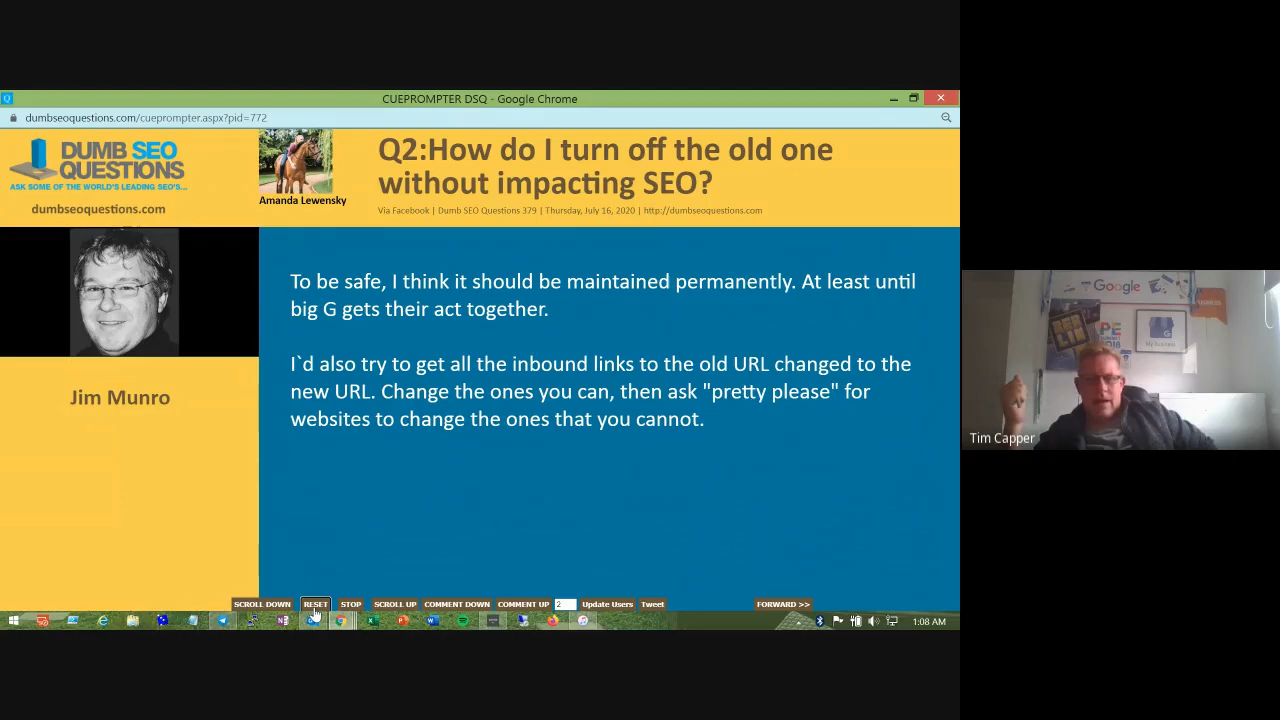 CUEPROMPTER DSQ - Google Chrome
dumbseoquestions.com/cueprompter.aspx?pid=772
DUMB SEO
QUESTIONS
ASK SOME OF THE WORLD'S LEADING SEO'S...
dumbseoquestions.com
Amanda Lewensky
Q2:How do I turn off the old one
without impacting SEO?
Via Facebook | Dumb SEO Questions 379 | Thursday, July 16, 2020 | http://dumbseoquestions.com
Jim Munro
To be safe, I think it should be maintained permanently. At least until
big G gets their act together.
I`d also try to get all the inbound links to the old URL changed to the
new URL. Change the ones you can, then ask "pretty please" for
websites to change the ones that you cannot.
Google
My business
Tim Capper
SCROLL DOWN
RESET
STOP
SCROLL UP
COMMENT DOWN
COMMENT UP
2
Update Users
Tweet
FORWARD >>
1:08 AM